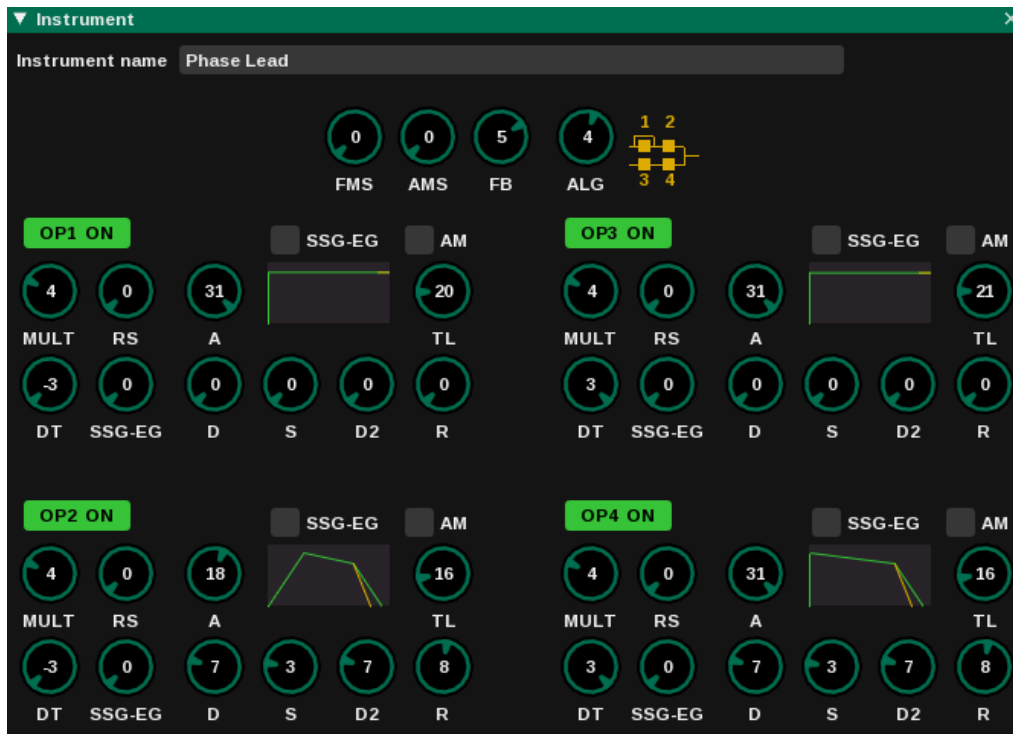 Instrument
Instrument name Phase Lead
1 2
0 0 5 4
FMS AMS FB ALG
3 4
OP1 ON SSG-EG AM OP3 ON SSG-EG AM
4 0 31 20 4 0 31 21
MULT RS A TL MULT RS A TL
-3 0 0 0 0 0 3 0 0 0 0 0
DT SSG-EG D S D2 R DT SSG-EG D S D2 R
OP2 ON SSG-EG AM OP4 ON SSG-EG AM
4 0 18 16 4 0 31 16
MULT RS A TL MULT RS A TL
-3 0 7 3 7 8 3 0 7 3 7 8
DT SSG-EG D S D2 R DT SSG-EG D S D2 R